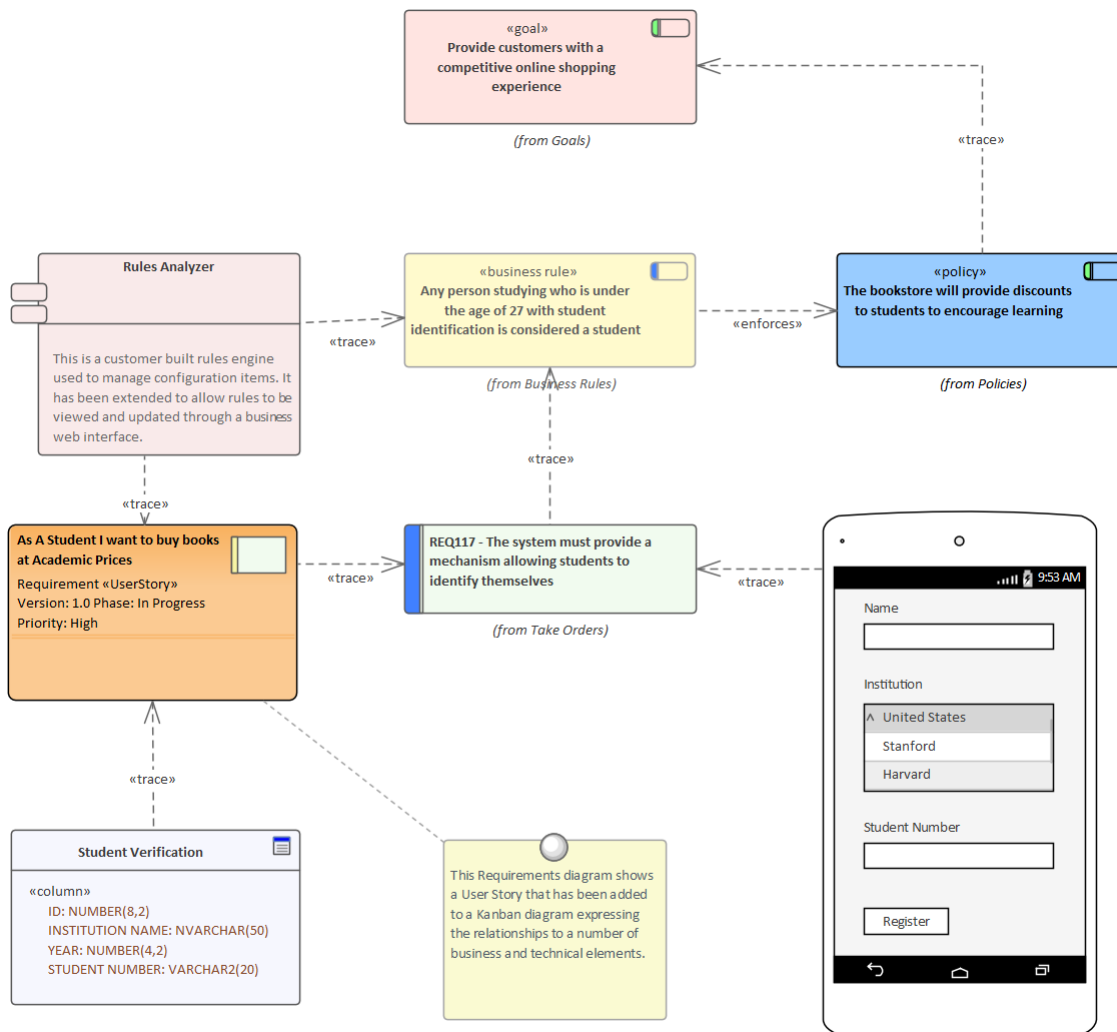 «goal»
Provide customers with a
competitive online shopping
experience
(from Goals)
«trace»
Rules Analyzer
This is a customer built rules engine
used to manage configuration items. It
has been extended to allow rules to be
viewed and updated through a business
web interface.
«trace»
«business rule»
Any person studying who is under
the age of 27 with student
identification is considered a student
(from Business Rules)
«enforces»
«policy»
The bookstore will provide discounts
to students to encourage learning
(from Policies)
«trace»
«trace»
As A Student I want to buy books
at Academic Prices
Requirement «UserStory»
Version: 1.0 Phase: In Progress
Priority: High
«trace»
REQ117 - The system must provide a
mechanism allowing students to
identify themselves
(from Take Orders)
«trace»
9:53 AM
Name
Institution
^ United States
Stanford
Harvard
Student Number
Register
«trace»
Student Verification
«column»
ID: NUMBER(8,2)
INSTITUTION NAME: NVARCHAR(50)
YEAR: NUMBER(4,2)
STUDENT NUMBER: VARCHAR2(20)
This Requirements diagram shows
a User Story that has been added
to a Kanban diagram expressing
the relationships to a number of
business and technical elements.